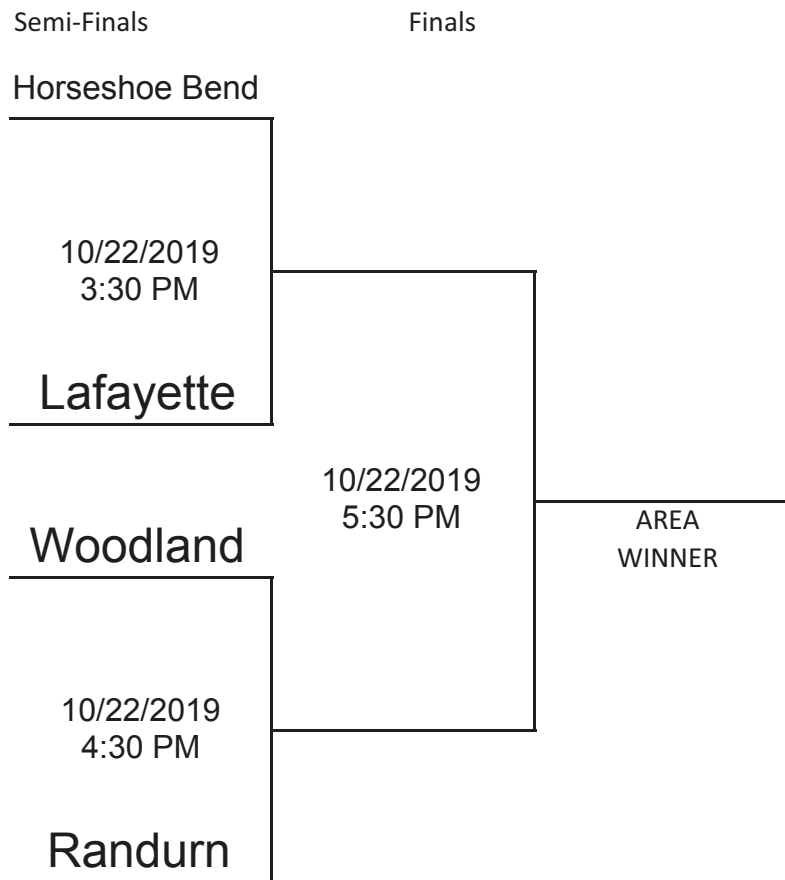 Semi-Finals
Finals
Horseshoe Bend
10/22/2019
3:30 PM
Lafayette
10/22/2019
5:30 PM
AREA
WINNER
Woodland
10/22/2019
4:30 PM
Randurn